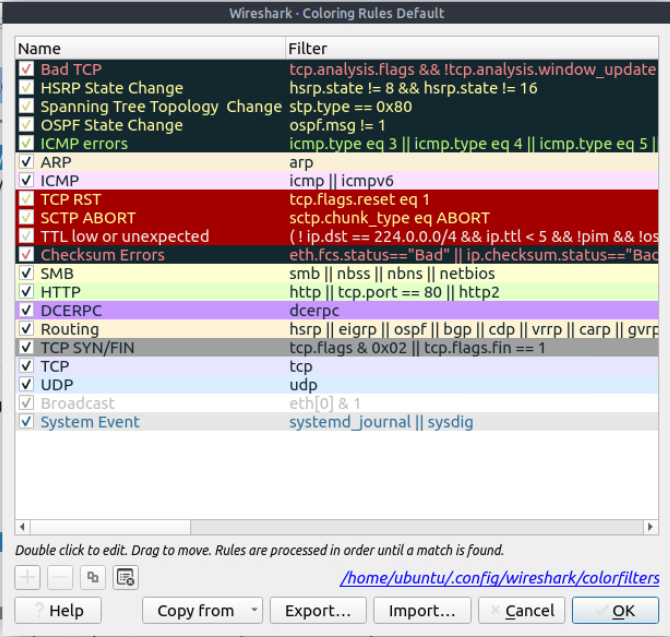 Wireshark · Coloring Rules Default
Name Filter
Bad TCP tcp.analysis.flags && !tcp.analysis.window_update
HSRP State Change hsrp.state != 8 && hsrp.state != 16
Spanning Tree Topology  Change stp.type == 0x80
OSPF State Change ospf.msg != 1
ICMP errors icmp.type eq 3 || icmp.type eq 4 || icmp.type eq 5 ||
ARP arp
ICMP icmp || icmpv6
TCP RST tcp.flags.reset eq 1
SCTP ABORT sctp.chunk_type eq ABORT
TTL low or unexpected ( ! ip.dst == 224.0.0.0/4 && ip.ttl < 5 && !pim && !os
Checksum Errors eth.fcs.status=="Bad" || ip.checksum.status=="Bad
SMB smb || nbss || nbns || netbios
HTTP http || tcp.port == 80 || http2
DCERPC dcerpc
Routing hsrp || eigrp || ospf || bgp || cdp || vrrp || carp || gvrp
TCP SYN/FIN tcp.flags & 0x02 || tcp.flags.fin == 1
TCP tcp
UDP udp
Broadcast eth[0] & 1
System Event systemd_journal || sysdig
Double click to edit. Drag to move. Rules are processed in order until a match is found.
/home/ubuntu/.config/wireshark/colorfilters
? Help Copy from Export... Import... Cancel OK